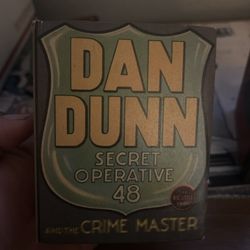 DAN
DUNN
SECRET
OPERATIVE
48
AND THE CRIME MASTER